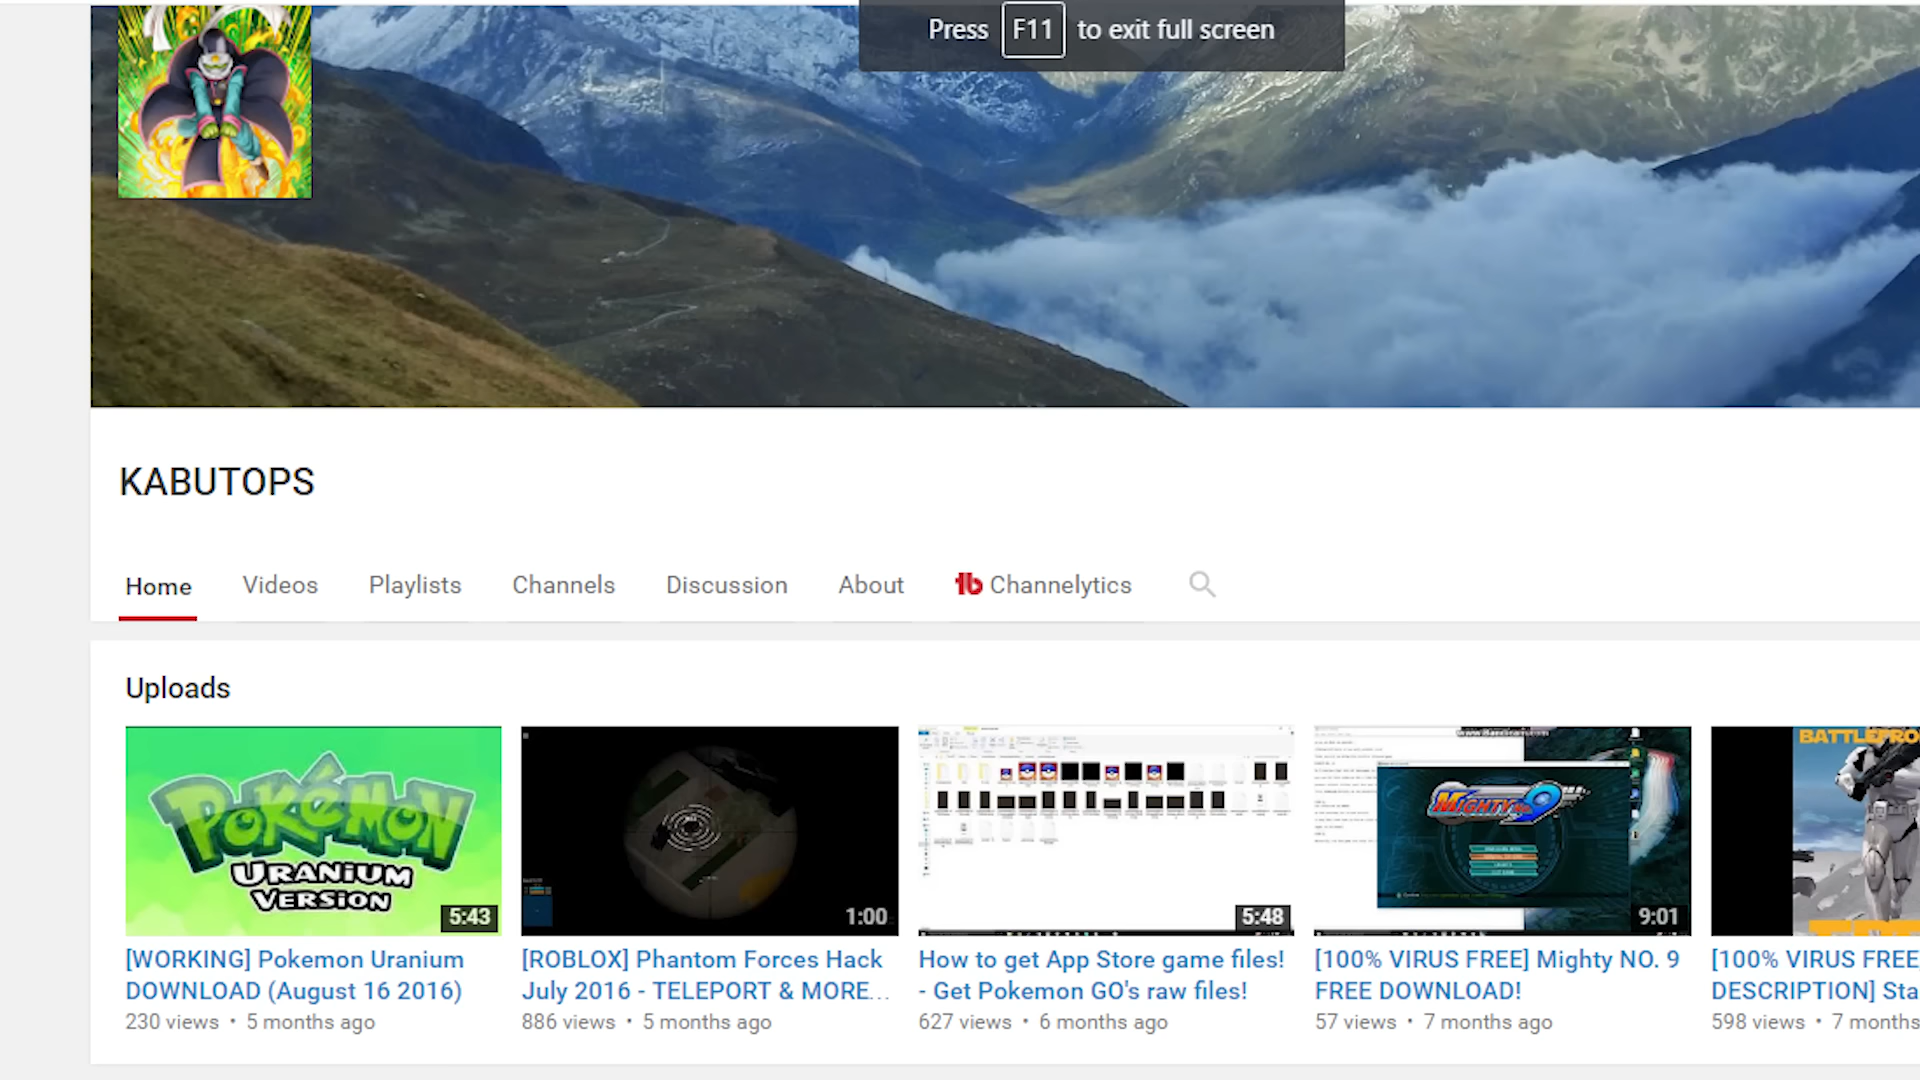 Press F11 to exit full screen
KABUTOPS
Home Videos Playlists Channels Discussion About Channelytics
Uploads
POKéMON
URANIUM
VERSION
5:43
1:00
5:48
MIGHTY No. 9
9:01
BATTLEFRO
[WORKING] Pokemon Uranium
DOWNLOAD (August 16 2016)
230 views • 5 months ago
[ROBLOX] Phantom Forces Hack
July 2016 - TELEPORT & MORE...
886 views • 5 months ago
How to get App Store game files!
- Get Pokemon GO's raw files!
627 views • 6 months ago
[100% VIRUS FREE] Mighty NO. 9
FREE DOWNLOAD!
57 views • 7 months ago
[100% VIRUS FREE
DESCRIPTION] Sta
598 views • 7 months